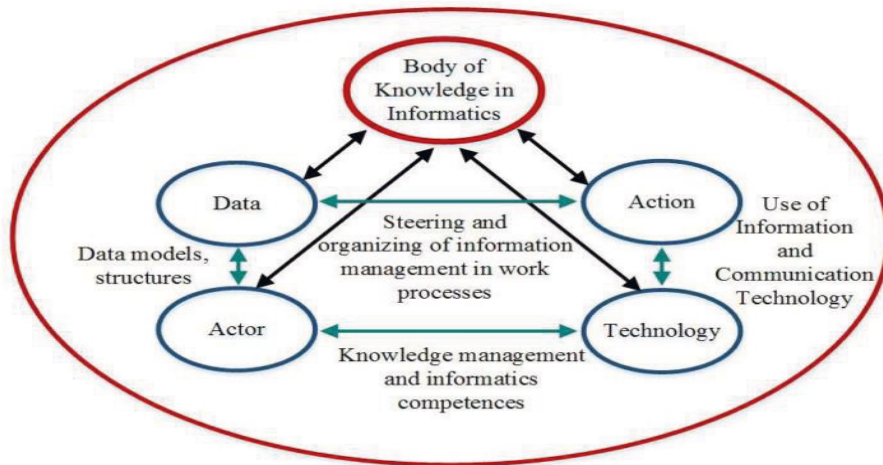 Body of
Knowledge in
Informatics
Data
Action
Use of
Information
and
Communication
Technology
Steering and
organizing of information
management in work
processes
Data models,
structures
Actor
Technology
Knowledge management
and informatics
competences